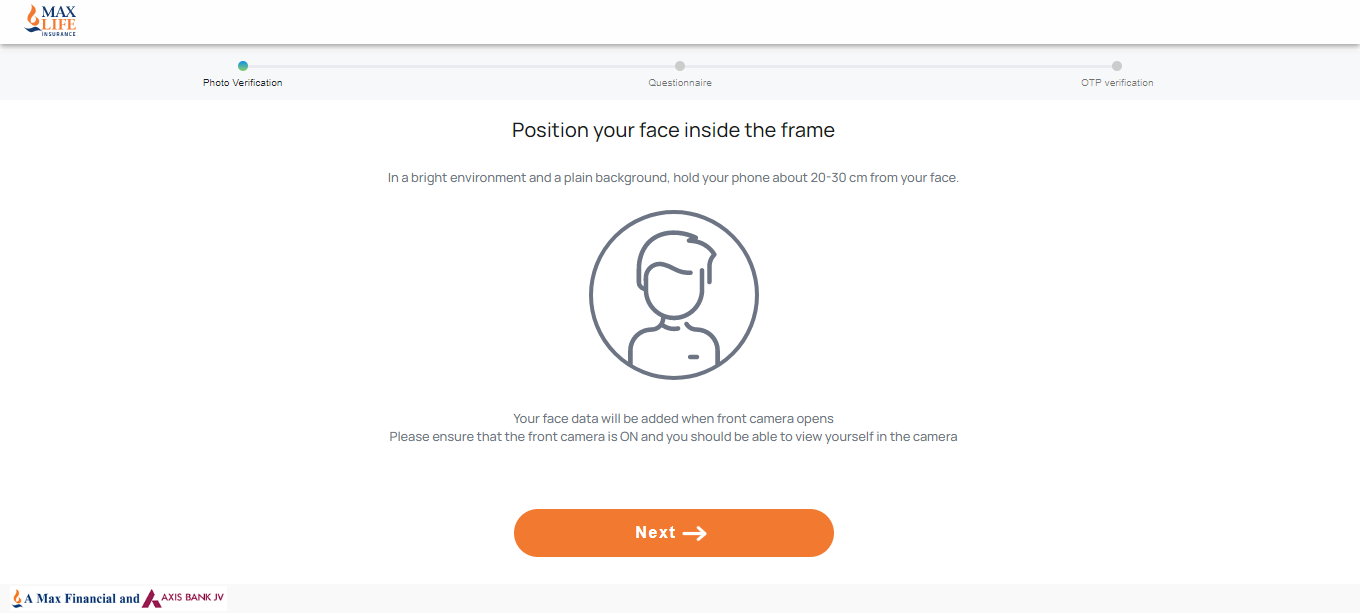 MAX
LIFE
INSURANCE
Photo Verification
Questionnaire
OTP verification
Position your face inside the frame
In a bright environment and a plain background, hold your phone about 20-30 cm from your face.
Your face data will be added when front camera opens
Please ensure that the front camera is ON and you should be able to view yourself in the camera
Next
A Max Financial and AXIS BANK JV